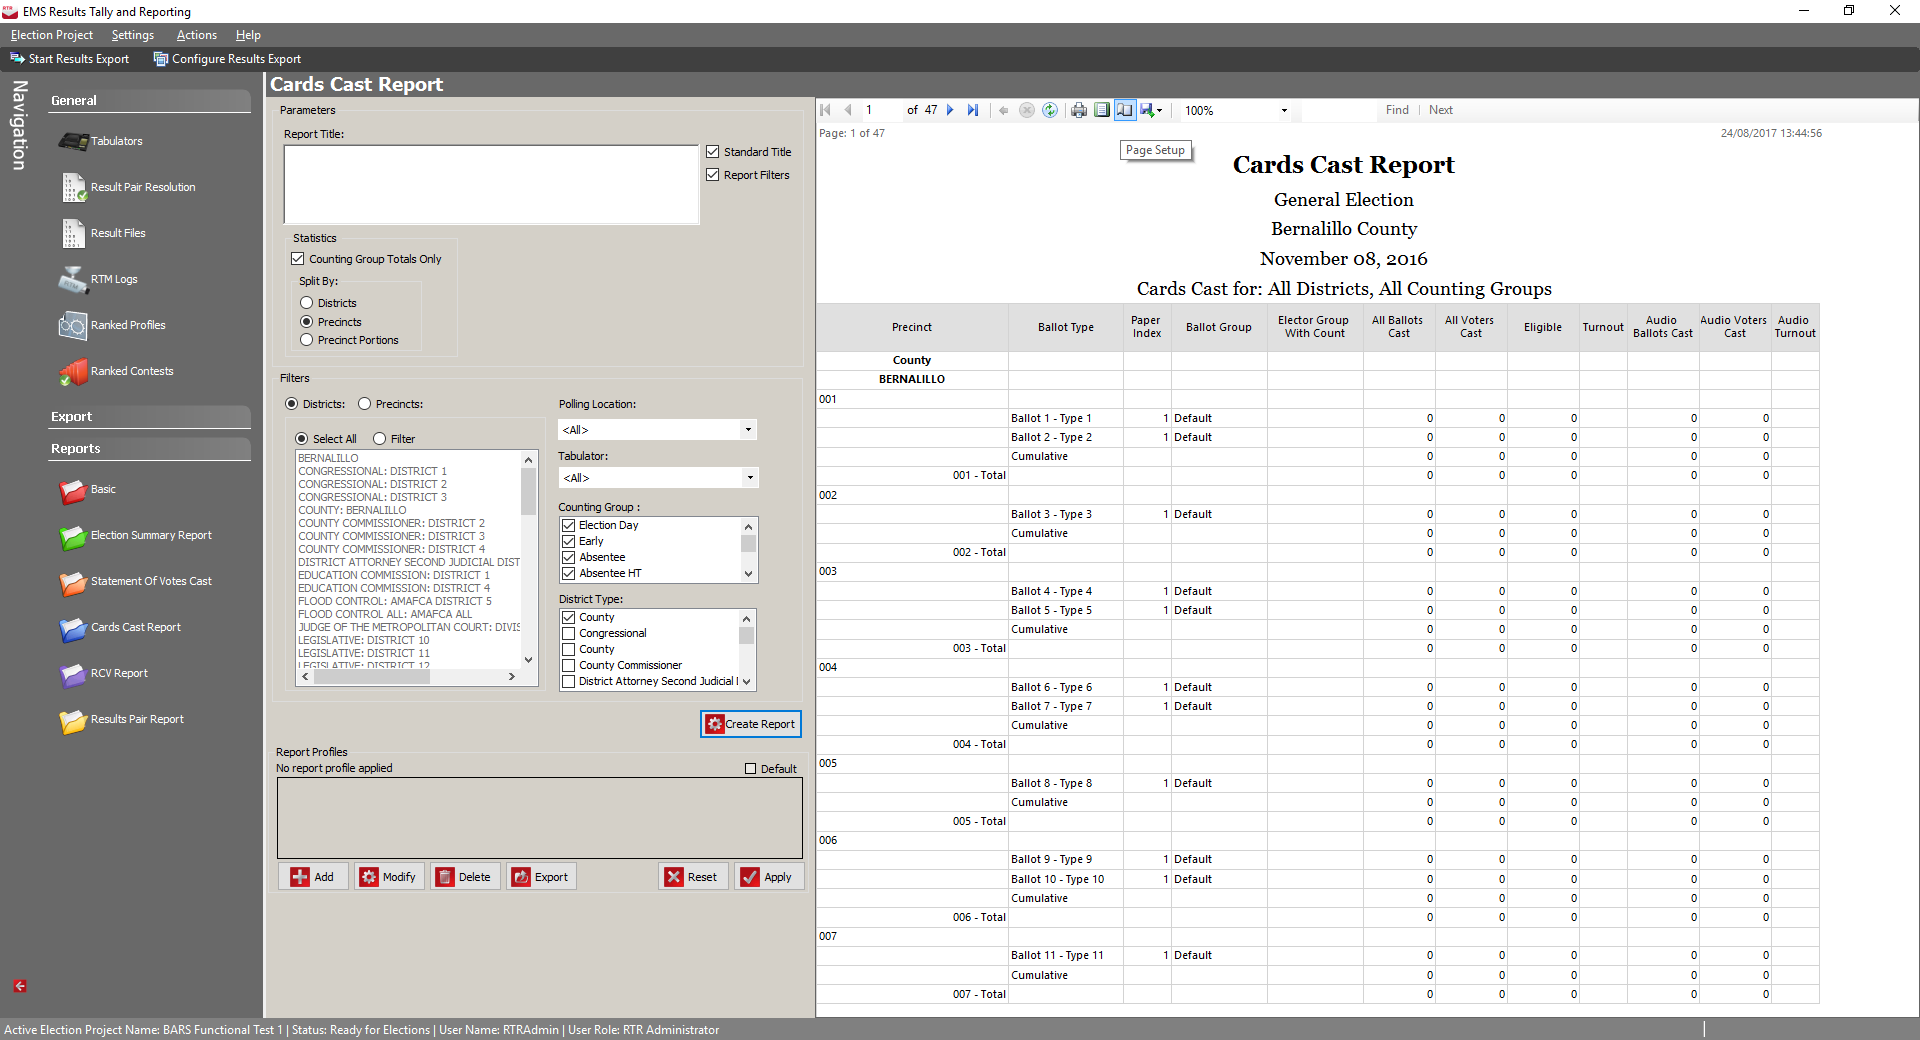 EMS Results Tally and Reporting
Election Project Settings Actions Help
Start Results Export Configure Results Export
Navigation
General
Tabulators
Result Pair Resolution
Result Files
RTM Logs
Ranked Profiles
Ranked Contests
Export
Reports
Basic
Election Summary Report
Statement Of Votes Cast
Cards Cast Report
RCV Report
Results Pair Report
Cards Cast Report
Parameters
Report Title:
Standard Title
Report Filters
Statistics
Counting Group Totals Only
Split By:
Districts
Precincts
Precinct Portions
Filters
Districts: Precincts:
Select All Filter
BERNALILLO
CONGRESSIONAL: DISTRICT 1
CONGRESSIONAL: DISTRICT 2
CONGRESSIONAL: DISTRICT 3
COUNTY: BERNALILLO
COUNTY COMMISSIONER: DISTRICT 2
COUNTY COMMISSIONER: DISTRICT 3
COUNTY COMMISSIONER: DISTRICT 4
DISTRICT ATTORNEY SECOND JUDICIAL DIST
EDUCATION COMMISSION: DISTRICT 1
EDUCATION COMMISSION: DISTRICT 4
FLOOD CONTROL: AMAFCA DISTRICT 5
FLOOD CONTROL ALL: AMAFCA ALL
JUDGE OF THE METROPOLITAN COURT: DIVIS
LEGISLATIVE: DISTRICT 10
LEGISLATIVE: DISTRICT 11
LEGISLATIVE: DISTRICT 12
Polling Location:
<All>
Tabulator:
<All>
Counting Group :
Election Day
Early
Absentee
Absentee HT
District Type:
County
Congressional
County
County Commissioner
District Attorney Second Judicial
Create Report
Report Profiles
No report profile applied Default
Add Modify Delete Export Reset Apply
1 of 47 100% Find Next
Page: 1 of 47 24/08/2017 13:44:56
Page Setup
Cards Cast Report
General Election
Bernalillo County
November 08, 2016
Cards Cast for: All Districts, All Counting Groups
Precinct Ballot Type Paper Index Ballot Group Elector Group With Count All Ballots Cast All Voters Cast Eligible Turnout Audio Ballots Cast Audio Voters Cast Audio Turnout
County
BERNALILLO
001
Ballot 1 - Type 1 1 Default 0 0 0 0 0
Ballot 2 - Type 2 1 Default 0 0 0 0 0
Cumulative 0 0 0 0 0
001 - Total 0 0 0 0 0
002
Ballot 3 - Type 3 1 Default 0 0 0 0 0
Cumulative 0 0 0 0 0
002 - Total 0 0 0 0 0
003
Ballot 4 - Type 4 1 Default 0 0 0 0 0
Ballot 5 - Type 5 1 Default 0 0 0 0 0
Cumulative 0 0 0 0 0
003 - Total 0 0 0 0 0
004
Ballot 6 - Type 6 1 Default 0 0 0 0 0
Ballot 7 - Type 7 1 Default 0 0 0 0 0
Cumulative 0 0 0 0 0
004 - Total 0 0 0 0 0
005
Ballot 8 - Type 8 1 Default 0 0 0 0 0
Cumulative 0 0 0 0 0
005 - Total 0 0 0 0 0
006
Ballot 9 - Type 9 1 Default 0 0 0 0 0
Ballot 10 - Type 10 1 Default 0 0 0 0 0
Cumulative 0 0 0 0 0
006 - Total 0 0 0 0 0
007
Ballot 11 - Type 11 1 Default 0 0 0 0 0
Cumulative 0 0 0 0 0
007 - Total 0 0 0 0 0
Active Election Project Name: BARS Functional Test 1 | Status: Ready for Elections | User Name: RTRAdmin | User Role: RTR Administrator